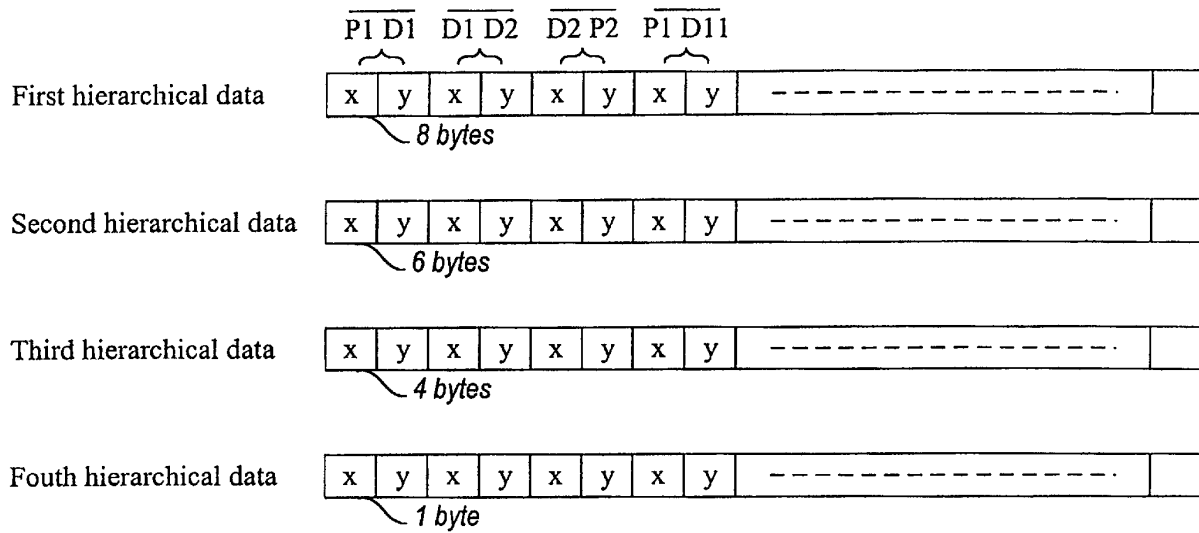 P1 D1 D1 D2 D2 P2 P1 D11
First hierarchical data x y x y x y x y
8 bytes
Second hierarchical data x y x y x y x y
6 bytes
Third hierarchical data x y x y x y x y
4 bytes
Fouth hierarchical data x y x y x y x y
1 byte